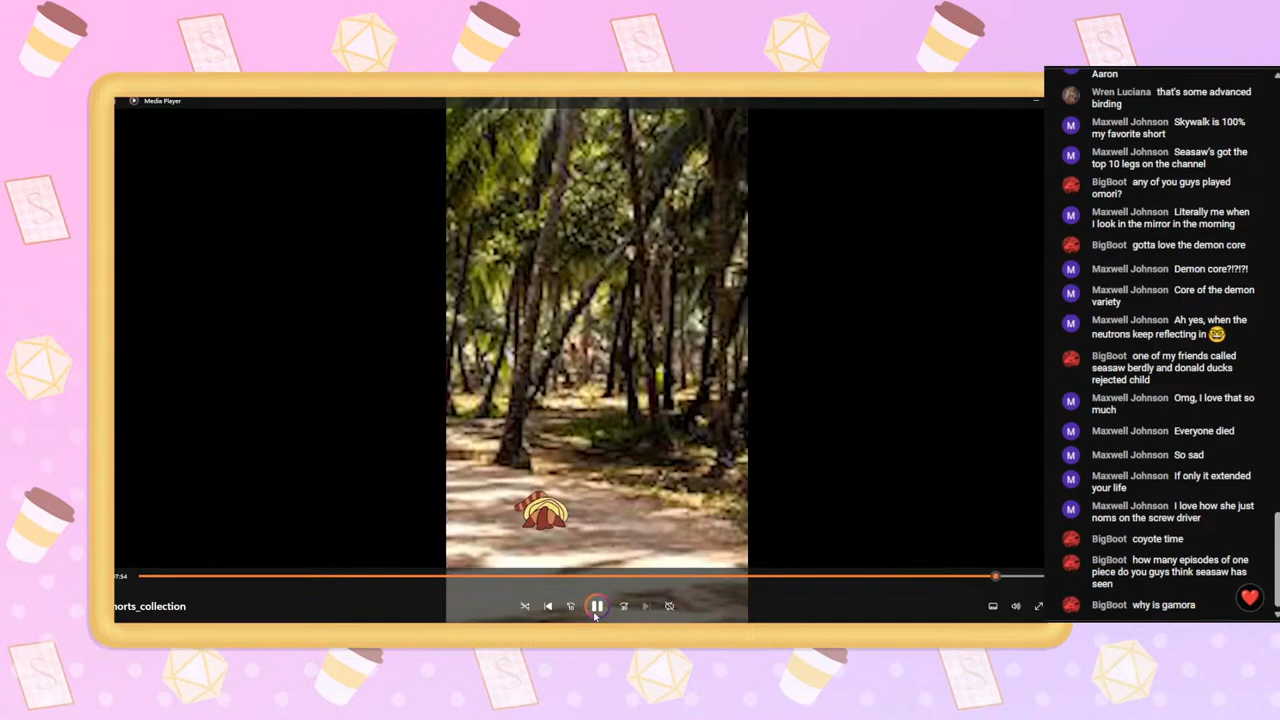 Media Player
7:54
horts_collection
Aaron
Wren Luciana that's some advanced
birding
Maxwell Johnson Skywalk is 100%
my favorite short
Maxwell Johnson Seasaw's got the
top 10 legs on the channel
BigBoot any of you guys played
omori?
Maxwell Johnson Literally me when
I look in the mirror in the morning
BigBoot gotta love the demon core
Maxwell Johnson Demon core?!?!?!
Maxwell Johnson Core of the demon
variety
Maxwell Johnson Ah yes, when the
neutrons keep reflecting in 🤓
BigBoot one of my friends called
seasaw berdly and donald ducks
rejected child
Maxwell Johnson Omg, I love that so
much
Maxwell Johnson Everyone died
Maxwell Johnson So sad
Maxwell Johnson If only it extended
your life
Maxwell Johnson I love how she just
noms on the screw driver
BigBoot coyote time
BigBoot how many episodes of one
piece do you guys think seasaw has
seen
BigBoot why is gamora